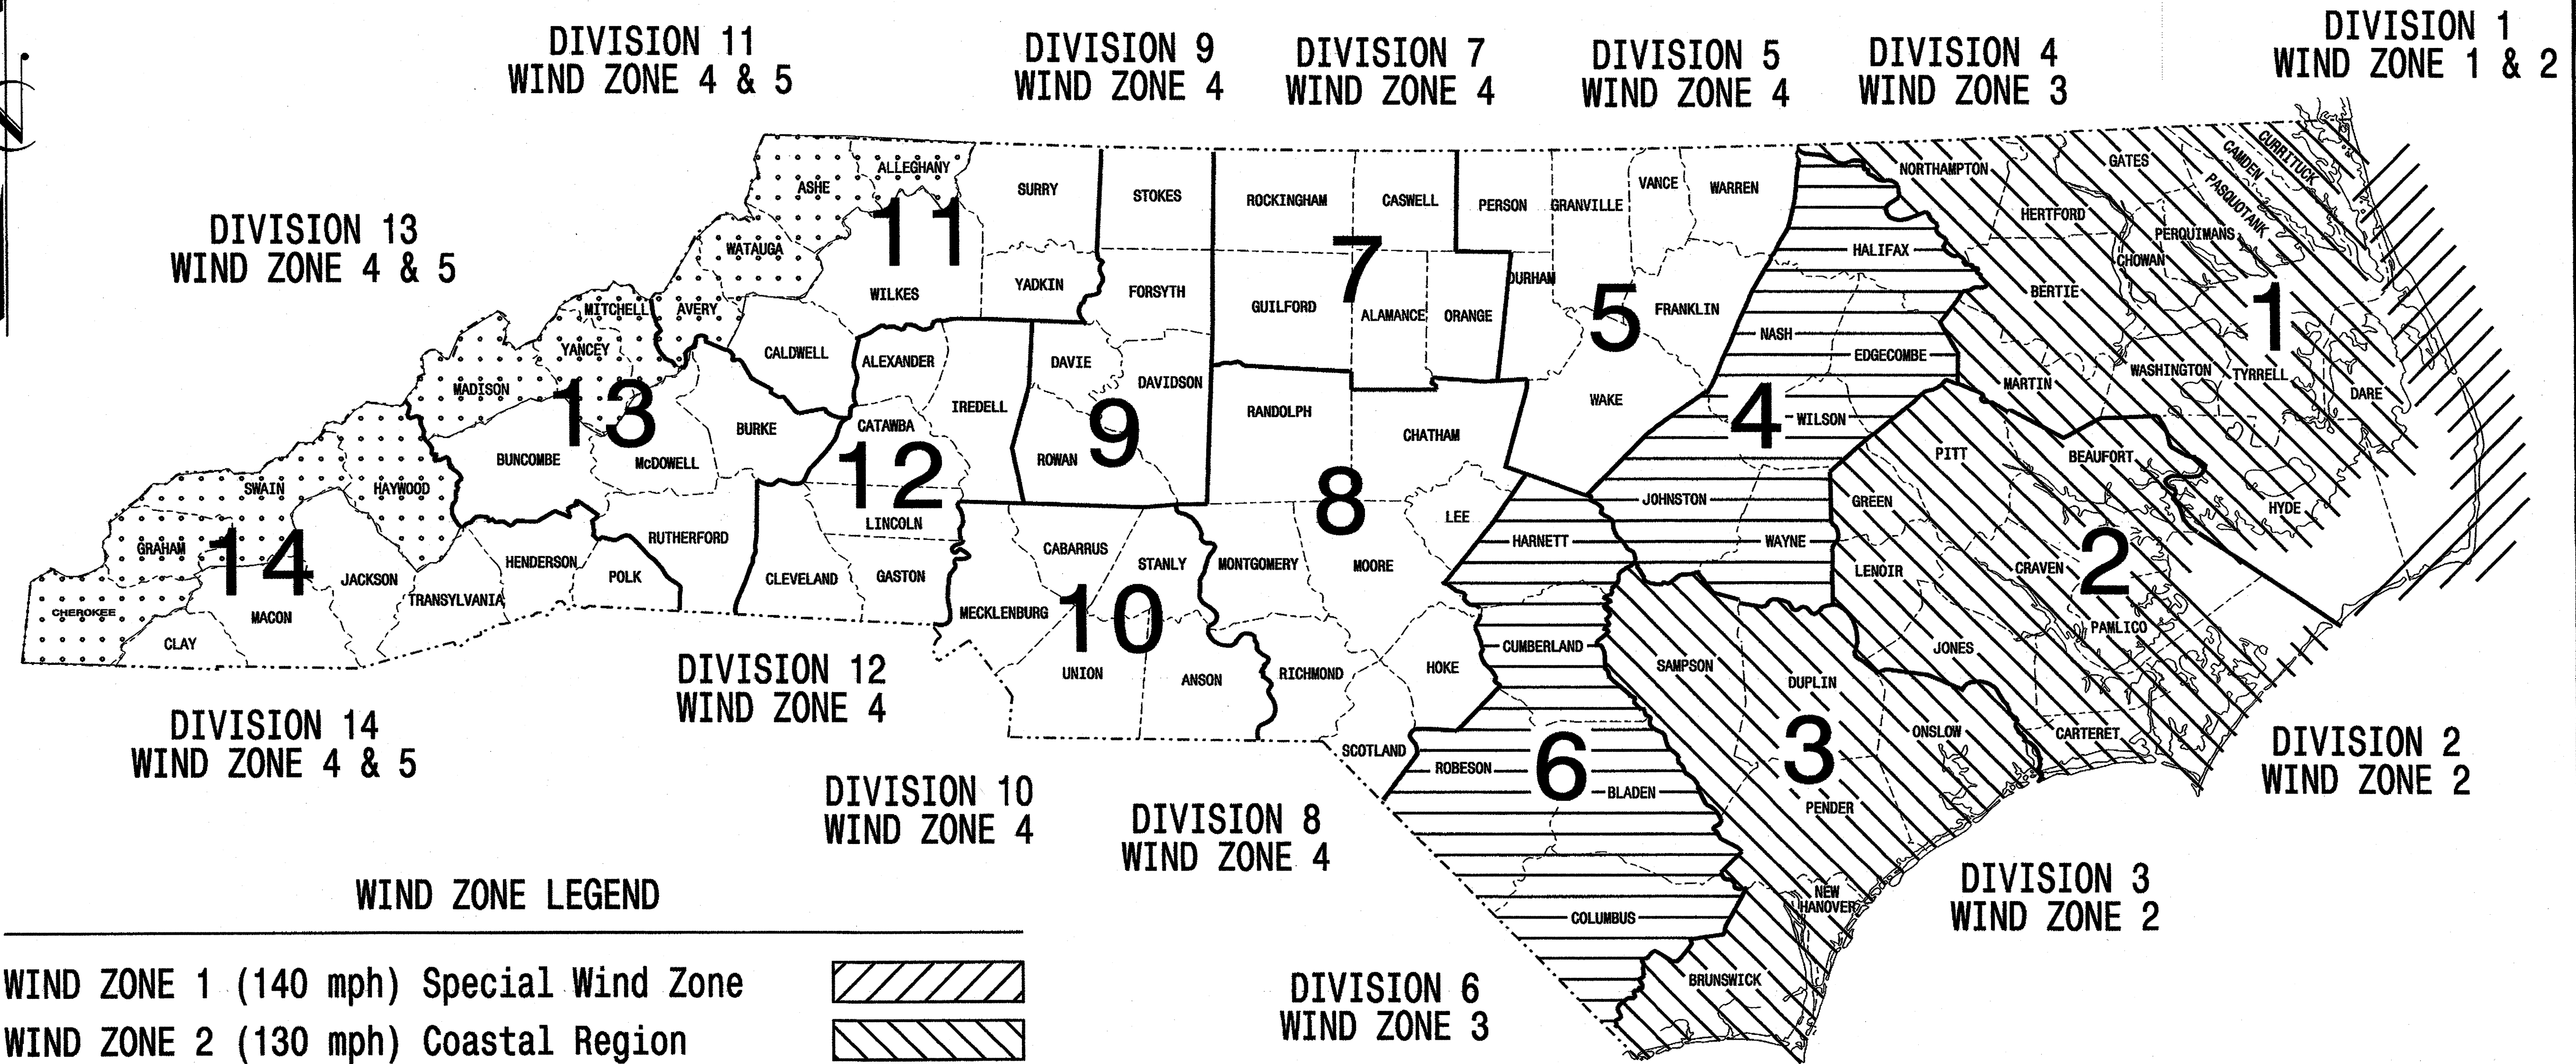 DIVISION 1
WIND ZONE 1 & 2
DIVISION 11
WIND ZONE 4 & 5
DIVISION 9
WIND ZONE 4
DIVISION 7
WIND ZONE 4
DIVISION 5
WIND ZONE 4
DIVISION 4
WIND ZONE 3
DIVISION 13
WIND ZONE 4 & 5
ASHE
ALLEGHANY
SURRY
STOKES
ROCKINGHAM
CASWELL
PERSON
GRANVILLE
VANCE
WARREN
NORTHAMPTON
GATES
CAMDEN
CURRITUCK
PASQUOTANK
HERTFORD
PERQUIMANS
CHOWAN
HALIFAX
11
WATAUGA
WILKES
YADKIN
FORSYTH
7
GUILFORD
ALAMANCE
ORANGE
DURHAM
5
FRANKLIN
NASH
EDGECOMBE
BERTIE
1
MITCHELL
AVERY
YANCEY
CALDWELL
ALEXANDER
DAVIE
DAVIDSON
MADISON
13
BURKE
CATAWBA
IREDELL
9
ROWAN
RANDOLPH
CHATHAM
WAKE
4
WILSON
MARTIN
WASHINGTON
TYRRELL
DARE
BUNCOMBE
McDOWELL
12
LINCOLN
PITT
BEAUFORT
HYDE
SWAIN
HAYWOOD
8
LEE
JOHNSTON
GREEN
GRAHAM
14
JACKSON
MACON
CHEROKEE
CLAY
TRANSYLVANIA
HENDERSON
POLK
RUTHERFORD
CLEVELAND
GASTON
CABARRUS
STANLY
MONTGOMERY
MOORE
HARNETT
WAYNE
LENOIR
CRAVEN
2
PAMLICO
MECKLENBURG
10
UNION
ANSON
RICHMOND
HOKE
CUMBERLAND
SAMPSON
DUPLIN
JONES
SCOTLAND
ROBESON
6
BLADEN
3
PENDER
ONSLOW
CARTERET
COLUMBUS
NEW
HANOVER
BRUNSWICK
DIVISION 14
WIND ZONE 4 & 5
DIVISION 12
WIND ZONE 4
DIVISION 10
WIND ZONE 4
DIVISION 8
WIND ZONE 4
DIVISION 2
WIND ZONE 2
DIVISION 3
WIND ZONE 2
DIVISION 6
WIND ZONE 3
WIND ZONE LEGEND
WIND ZONE 1 (140 mph) Special Wind Zone
WIND ZONE 2 (130 mph) Coastal Region